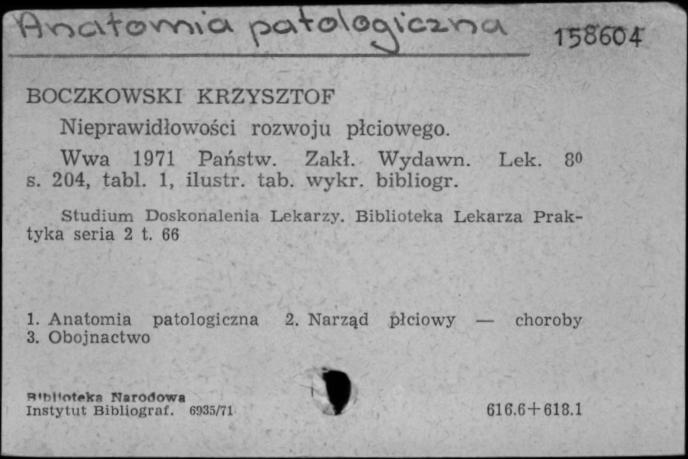 Anatomia patologiczna 158604
BOCZKOWSKI KRZYSZTOF
Nieprawidłowości rozwoju płciowego.
Wwa 1971 Państw. Zakł. Wydawn. Lek. 8⁰
s. 204, tabl. 1, ilustr. tab. wykr. bibliogr.
Studium Doskonalenia Lekarzy. Biblioteka Lekarza Prak-
tyka seria 2 t. 66
1. Anatomia patologiczna 2. Narząd płciowy — choroby
3. Obojnactwo
Biblioteka Narodowa
Instytut Bibliograf. 6935/71 616.6+618.1